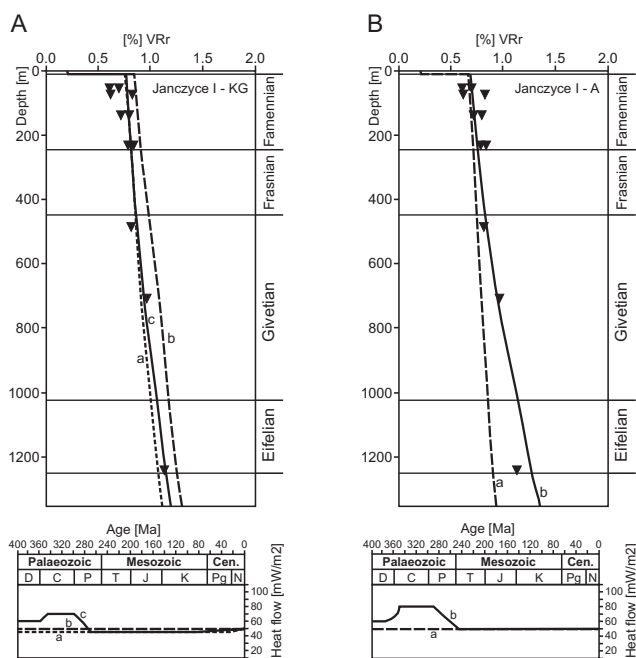 A
[%] VRr
0.0 0.5 1.0 1.5 2.0
Depth [m]
0
200
400
600
800
1000
1200
Janczyce I - KG
Famennian
Frasnian
Givetian
Eifelian
a
c
b
Age [Ma]
400 360 320 280 240 200 160 120 80 40 0
Palaeozoic Mesozoic Cen.
D C P T J K Pg N
c
b
a
100
80
60
40
20
Heat flow [mW/m2]
B
[%] VRr
0.0 0.5 1.0 1.5 2.0
Depth [m]
0
200
400
600
800
1000
1200
Janczyce I - A
Famennian
Frasnian
Givetian
Eifelian
a
b
Age [Ma]
400 360 320 280 240 200 160 120 80 40 0
Palaeozoic Mesozoic Cen.
D C P T J K Pg N
b
a
100
80
60
40
20
Heat flow [mW/m2]